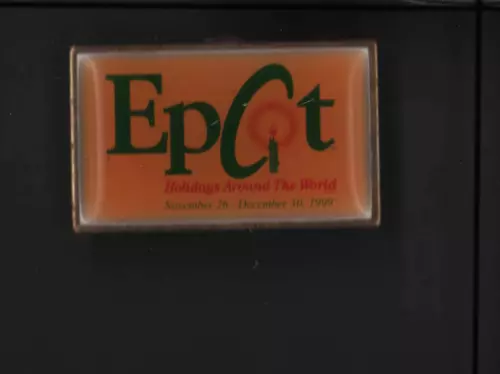 Epcot
Holidays Around The World
November 26 - December 30, 1999